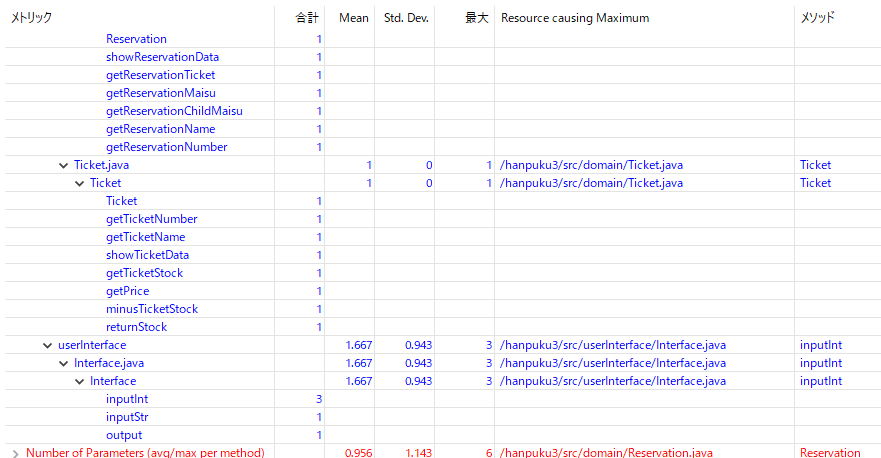 メトリック 合計 Mean Std. Dev. 最大 Resource causing Maximum メソッド
Reservation 1
showReservationData 1
getReservationTicket 1
getReservationMaisu 1
getReservationChildMaisu 1
getReservationName 1
getReservationNumber 1
Ticket.java 1 0 1 /hanpuku3/src/domain/Ticket.java Ticket
Ticket 1 0 1 /hanpuku3/src/domain/Ticket.java Ticket
Ticket 1
getTicketNumber 1
getTicketName 1
showTicketData 1
getTicketStock 1
getPrice 1
minusTicketStock 1
returnStock 1
userInterface 1.667 0.943 3 /hanpuku3/src/userInterface/Interface.java inputInt
Interface.java 1.667 0.943 3 /hanpuku3/src/userInterface/Interface.java inputInt
Interface 1.667 0.943 3 /hanpuku3/src/userInterface/Interface.java inputInt
inputInt 3
inputStr 1
output 1
Number of Parameters (avg/max per method) 0.956 1.143 6 /hanpuku3/src/domain/Reservation.java Reservation